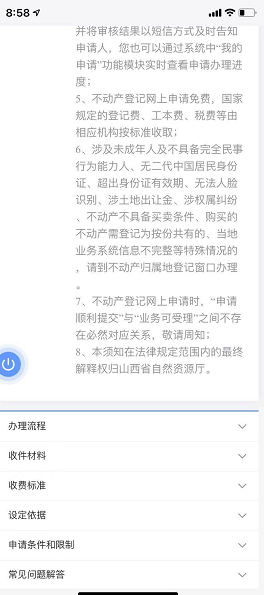 8:58
并将审核结果以短信方式及时告知
申请人，您也可以通过系统中“我的
申请”功能模块实时查看申请办理进
度；
5、不动产登记网上申请免费，国家
规定的登记费、工本费、税费等由
相应机构按标准收取；
6、涉及未成年人及不具备完全民事
行为能力人、无二代中国居民身份
证、超出身份证有效期、无法人脸
识别、涉土地出让金、涉权属纠纷
、不动产不具备买卖条件、购买的
不动产需登记为按份共有的、当地
业务系统信息不完整等特殊情况的
，请到不动产归属地登记窗口办理
。
7、不动产登记网上申请时，“申请
顺利提交”与“业务可受理”之间不存
在必然对应关系，敬请周知；
8、本须知在法律规定范围内的最终
解释权归山西省自然资源厅。
办理流程
收件材料
收费标准
设定依据
申请条件和限制
常见问题解答